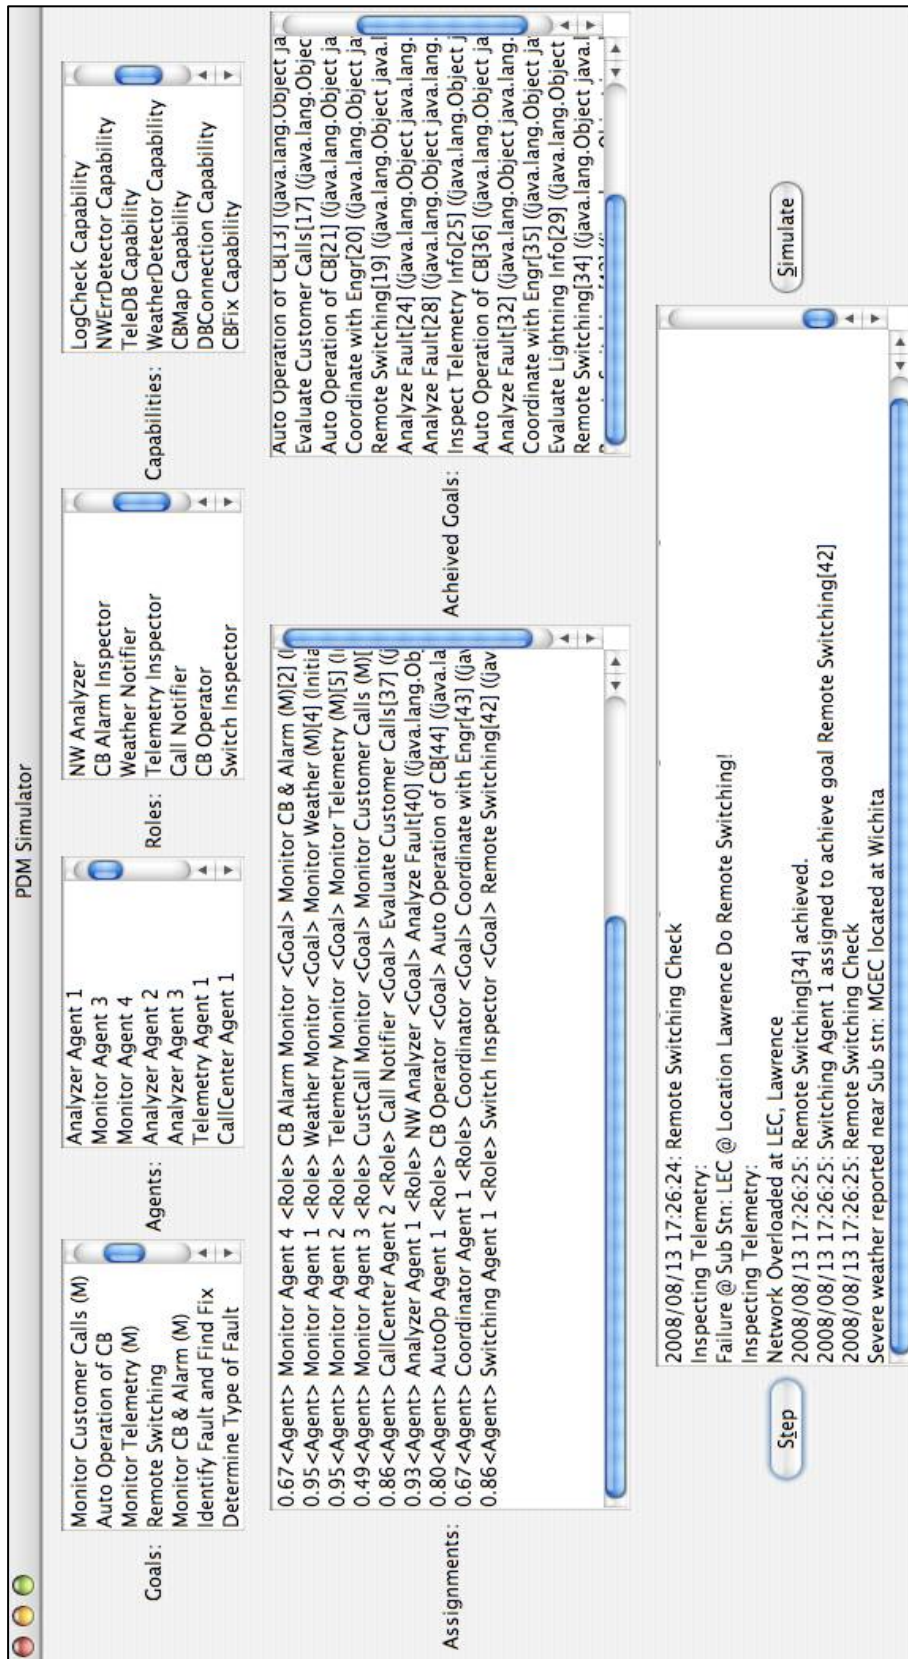 PDM Simulator
Goals:
Monitor Customer Calls (M)
Auto Operation of CB
Monitor Telemetry (M)
Remote Switching
Monitor CB & Alarm (M)
Identify Fault and Find Fix
Determine Type of Fault
Agents:
Analyzer Agent 1
Monitor Agent 3
Monitor Agent 4
Analyzer Agent 2
Analyzer Agent 3
Telemetry Agent 1
CallCenter Agent 1
Roles:
NW Analyzer
CB Alarm Inspector
Weather Notifier
Telemetry Inspector
Call Notifier
CB Operator
Switch Inspector
Capabilities:
LogCheck Capability
NWErrDetector Capability
TeleDB Capability
WeatherDetector Capability
CBMap Capability
DBConnection Capability
CBFix Capability
Assignments:
0.67<Agent> Monitor Agent 4 <Role> CB Alarm Monitor <Goal> Monitor CB & Alarm (M)[2] (I
0.95<Agent> Monitor Agent 1 <Role> Weather Monitor <Goal> Monitor Weather (M)[4] (Initia
0.95<Agent> Monitor Agent 2 <Role> Telemetry Monitor <Goal> Monitor Telemetry (M)[5] (In
0.49<Agent> Monitor Agent 3 <Role> CustCall Monitor <Goal> Monitor Customer Calls (M)[
0.86<Agent> CallCenter Agent 2 <Role> Call Notifier <Goal> Evaluate Customer Calls[37] ((j
0.93<Agent> Analyzer Agent 1 <Role> NW Analyzer <Goal> Analyze Fault[40] ((java.lang.Ob
0.80<Agent> AutoOp Agent 1 <Role> CB Operator <Goal> Auto Operation of CB[44] ((java.la
0.67<Agent> Coordinator Agent 1 <Role> Coordinator <Goal> Coordinate with Engr[43] ((jav
0.86<Agent> Switching Agent 1 <Role> Switch Inspector <Goal> Remote Switching[42] ((jav
Acheived Goals:
Auto Operation of CB[13] ((java.lang.Object ja
Evaluate Customer Calls[17] ((java.lang.Objec
Auto Operation of CB[21] ((java.lang.Object ja
Coordinate with Engr[20] ((java.lang.Object ja
Remote Switching[19] ((java.lang.Object java.l
Analyze Fault[24] ((java.lang.Object java.lang.
Analyze Fault[28] ((java.lang.Object java.lang.
Inspect Telemetry Info[25] ((java.lang.Object j
Auto Operation of CB[36] ((java.lang.Object ja
Analyze Fault[32] ((java.lang.Object java.lang.
Coordinate with Engr[35] ((java.lang.Object ja
Evaluate Lightning Info[29] ((java.lang.Object
Remote Switching[34] ((java.lang.Object java.l
Step
2008/08/13 17:26:24: Remote Switching Check
Inspecting Telemetry:
Failure @ Sub Stn: LEC @ Location Lawrence Do Remote Switching!
Inspecting Telemetry:
Network Overloaded at LEC, Lawrence
2008/08/13 17:26:25: Remote Switching[34] achieved.
2008/08/13 17:26:25: Switching Agent 1 assigned to achieve goal Remote Switching[42]
2008/08/13 17:26:25: Remote Switching Check
Severe weather reported near Sub stn: MGEC located at Wichita
Simulate